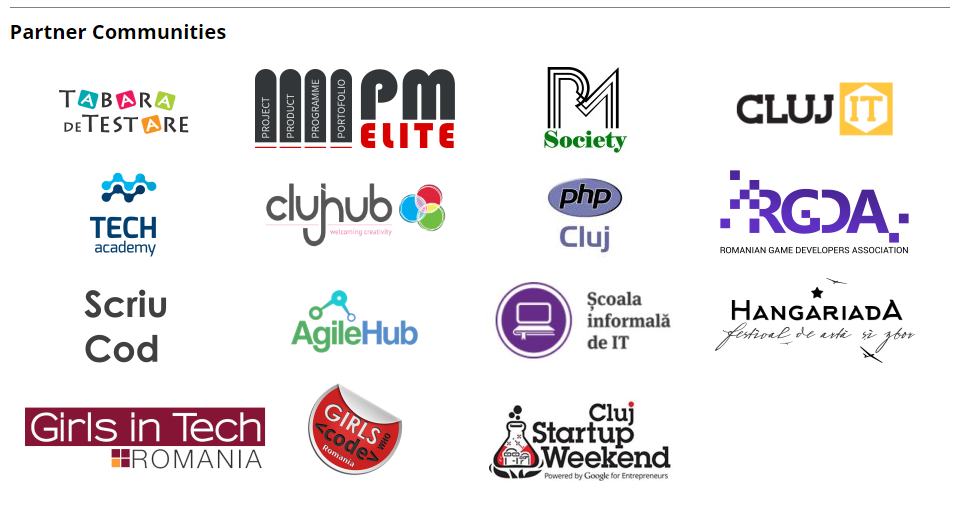 Partner Communities
TABARA
DE TESTARE
PROJECT
PRODUCT
PROGRAMME
PORTOFOLIO
PM
ELITE
PM
Society
CLUJ IT
TECH
academy
clujhub
welcoming creativity
php
Cluj
RGDA
ROMANIAN GAME DEVELOPERS ASSOCIATION
Scriu
Cod
AgileHub
Școala
informală
de IT
HANGARIADA
festival de artă și zbor
Girls in Tech
ROMANIA
GIRLS
WHO
<code>
Romania
Cluj
Startup
Weekend
Powered by Google for Entrepreneurs